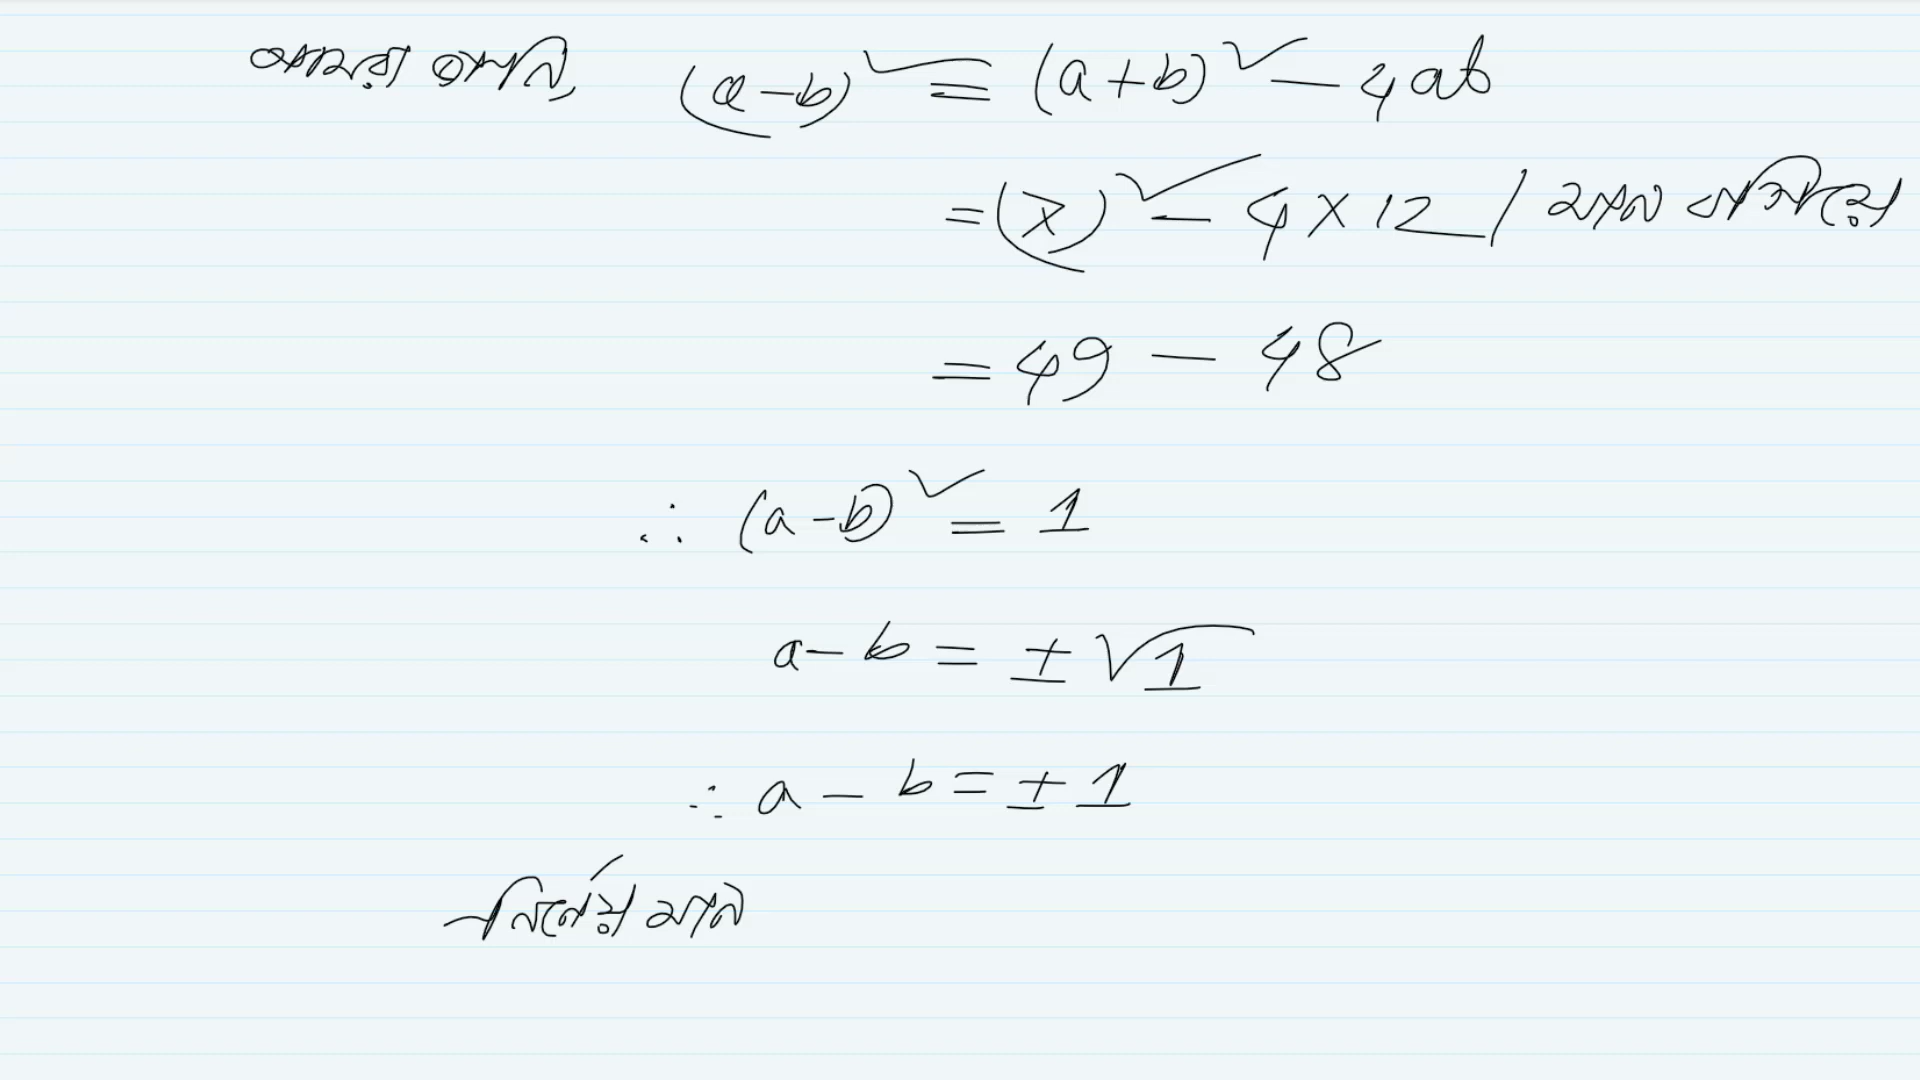 আমরা জানি, (a-b)² = (a+b)² - 4ab
= (7)² - 4×12 / মান বসিয়ে
= 49 - 48
∴ (a-b)² = 1
a - b = ± √1
∴ a - b = ± 1
নির্ণেয় মান